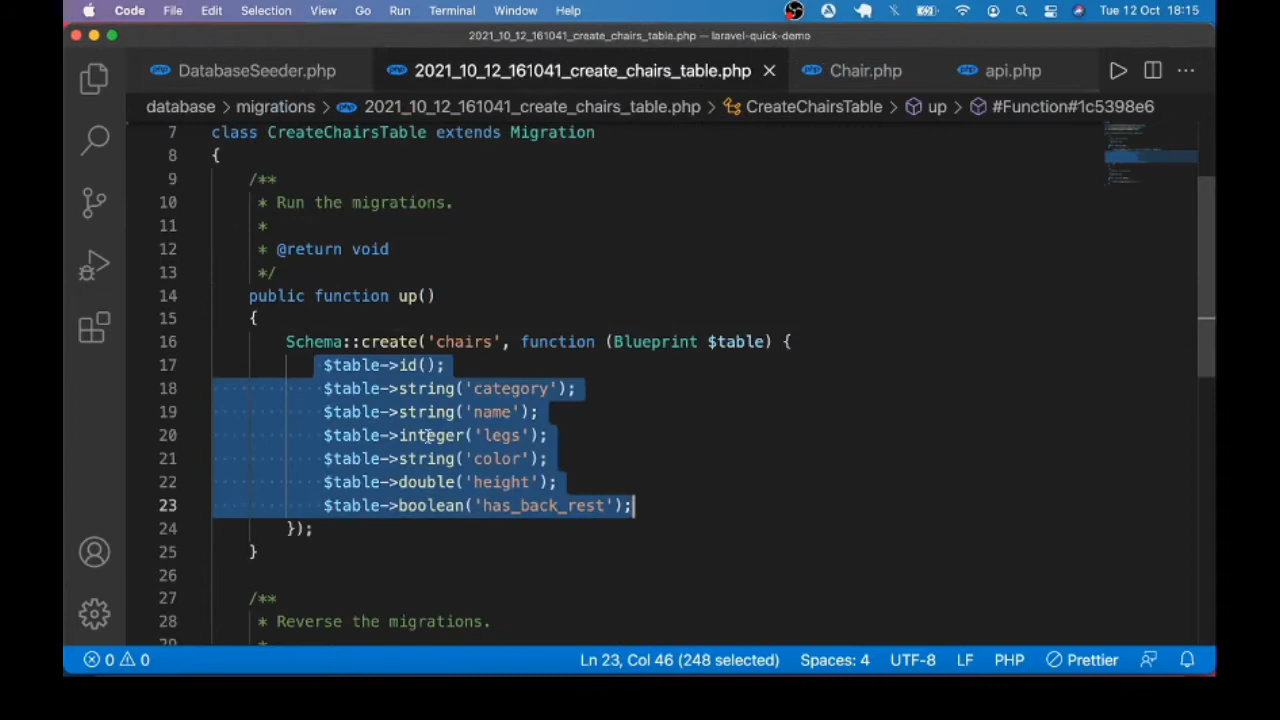 Code File Edit Selection View Go Run Terminal Window Help Tue 12 Oct 18:15
2021_10_12_161041_create_chairs_table.php — laravel-quick-demo
php DatabaseSeeder.php php 2021_10_12_161041_create_chairs_table.php php Chair.php php api.php
database > migrations > php 2021_10_12_161041_create_chairs_table.php > CreateChairsTable > up > #Function#1c5398e6
7 class CreateChairsTable extends Migration
8 {
9 /**
10 * Run the migrations.
11 *
12 * @return void
13 */
14 public function up()
15 {
16 Schema::create('chairs', function (Blueprint $table) {
17 $table->id();
18 $table->string('category');
19 $table->string('name');
20 $table->integer('legs');
21 $table->string('color');
22 $table->double('height');
23 $table->boolean('has_back_rest');
24 });
25 }
26
27 /**
28 * Reverse the migrations.
29 *
0 0 Ln 23, Col 46 (248 selected) Spaces: 4 UTF-8 LF PHP Prettier